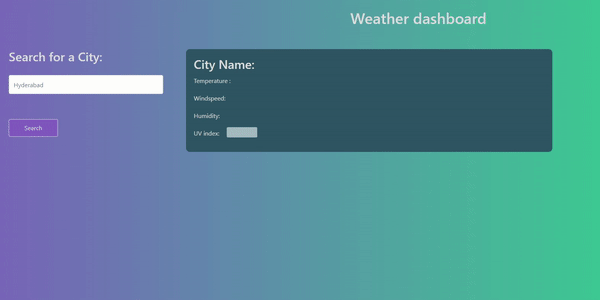 Weather dashboard
Search for a City:
Hyderabad
Search
City Name:
Temperature :
Windspeed:
Humidity:
UV index: